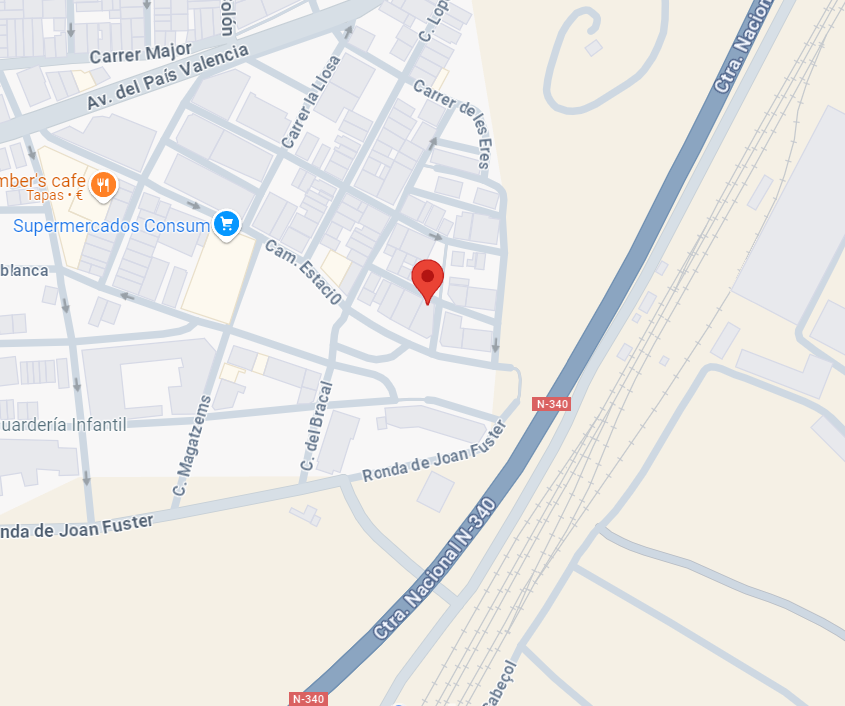 Carrer Major
olón
C. Lop
Ctra. Nacion
Av. del País Valencia
Carrer la Llosa
Carrer de les Eres
mber's cafe
Tapas • €
Supermercados Consum
Cam. Estació
blanca
N-340
uardería Infantil
C. Magatzems
C. del Bracal
Ronda de Joan Fuster
nda de Joan Fuster
Ctra. Nacional N-340
N-340
Cabeçol